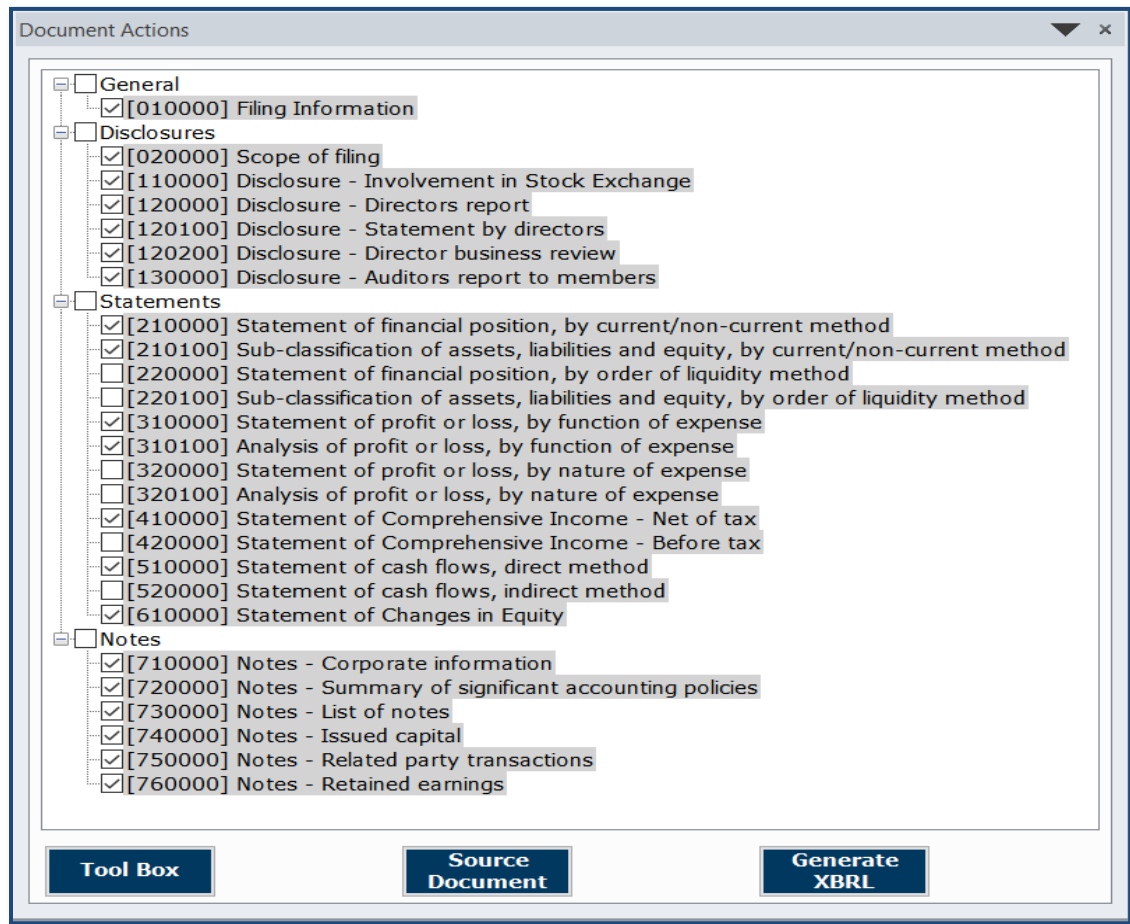 Document Actions
General
[010000] Filing Information
Disclosures
[020000] Scope of filing
[110000] Disclosure - Involvement in Stock Exchange
[120000] Disclosure - Directors report
[120100] Disclosure - Statement by directors
[120200] Disclosure - Director business review
[130000] Disclosure - Auditors report to members
Statements
[210000] Statement of financial position, by current/non-current method
[210100] Sub-classification of assets, liabilities and equity, by current/non-current method
[220000] Statement of financial position, by order of liquidity method
[220100] Sub-classification of assets, liabilities and equity, by order of liquidity method
[310000] Statement of profit or loss, by function of expense
[310100] Analysis of profit or loss, by function of expense
[320000] Statement of profit or loss, by nature of expense
[320100] Analysis of profit or loss, by nature of expense
[410000] Statement of Comprehensive Income - Net of tax
[420000] Statement of Comprehensive Income - Before tax
[510000] Statement of cash flows, direct method
[520000] Statement of cash flows, indirect method
[610000] Statement of Changes in Equity
Notes
[710000] Notes - Corporate information
[720000] Notes - Summary of significant accounting policies
[730000] Notes - List of notes
[740000] Notes - Issued capital
[750000] Notes - Related party transactions
[760000] Notes - Retained earnings
Tool Box
Source
Document
Generate
XBRL